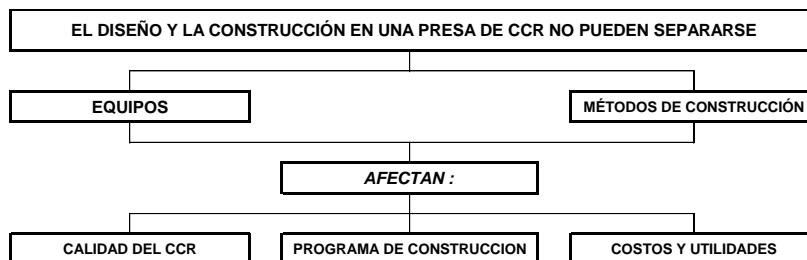 EL DISEÑO Y LA CONSTRUCCIÓN EN UNA PRESA DE CCR NO PUEDEN SEPARARSE
EQUIPOS
MÉTODOS DE CONSTRUCCIÓN
AFECTAN :
CALIDAD DEL CCR
PROGRAMA DE CONSTRUCCION
COSTOS Y UTILIDADES